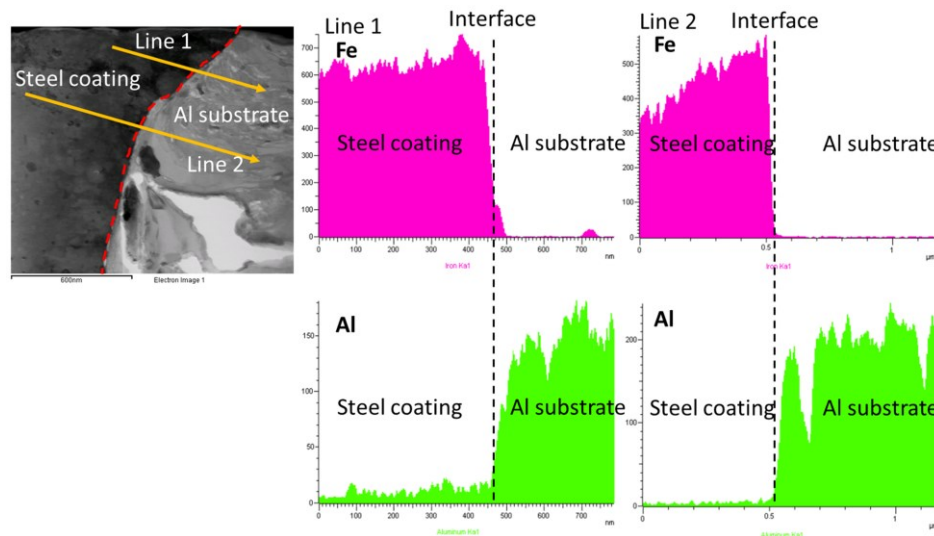 Line 1
Steel coating
Al substrate
Line 2
600nm
Electron Image 1
Line 1
Interface
Fe
700
600
500
400
300
200
100
0
Steel coating
Al substrate
0
100
200
300
400
500
600
700
nm
Iron Ka1
Line 2
Interface
Fe
500
400
300
200
100
0
Steel coating
Al substrate
0
0.5
1
µm
Iron Ka1
Al
150
100
50
0
Steel coating
Al substrate
0
100
200
300
400
500
600
700
nm
Aluminum Ka1
Al
200
100
0
Steel coating
Al substrate
0
0.5
1
Aluminum Ka1